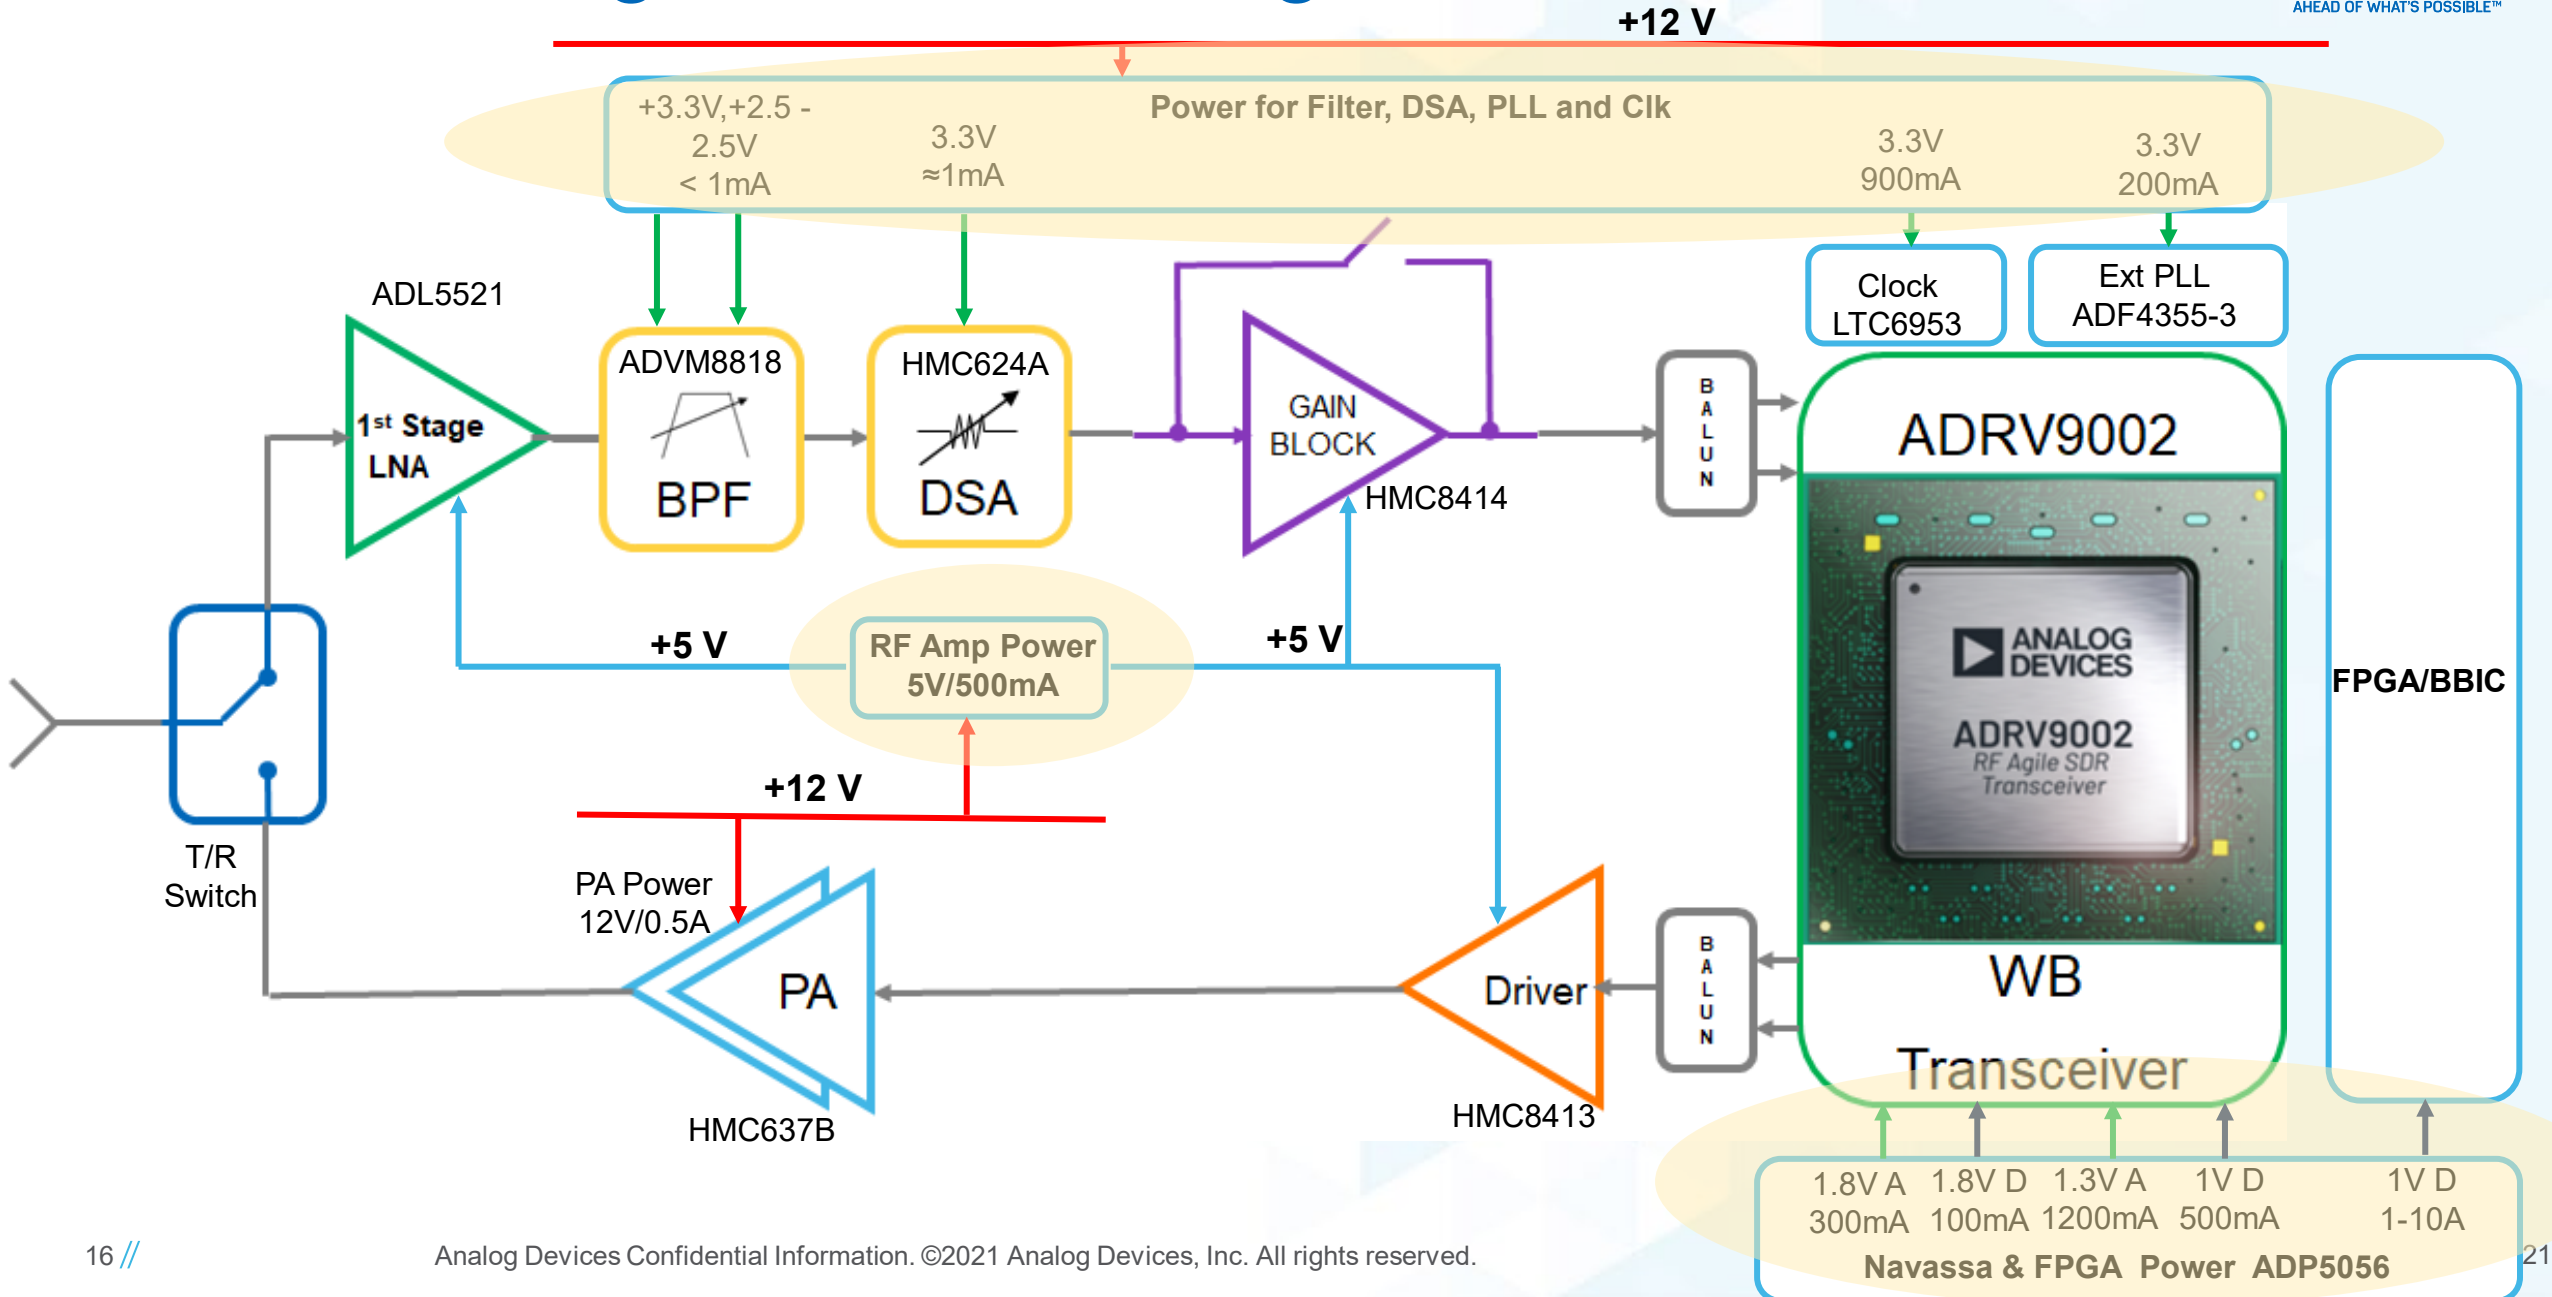 AHEAD OF WHAT'S POSSIBLE™
+12 V
Power for Filter, DSA, PLL and Clk
+3.3V,+2.5 -
2.5V
< 1mA
3.3V
≈1mA
3.3V
900mA
3.3V
200mA
ADL5521
1st Stage
LNA
ADVM8818
BPF
HMC624A
DSA
GAIN
BLOCK
HMC8414
BALUN
Clock
LTC6953
Ext PLL
ADF4355-3
ADRV9002
ANALOG
DEVICES
ADRV9002
RF Agile SDR
Transceiver
WB
Transceiver
FPGA/BBIC
+5 V
RF Amp Power
5V/500mA
+5 V
+12 V
T/R
Switch
PA Power
12V/0.5A
PA
HMC637B
Driver
HMC8413
BALUN
1.8V A
300mA
1.8V D
100mA
1.3V A
1200mA
1V D
500mA
1V D
1-10A
Navassa & FPGA Power ADP5056
16 //
Analog Devices Confidential Information. ©2021 Analog Devices, Inc. All rights reserved.
21